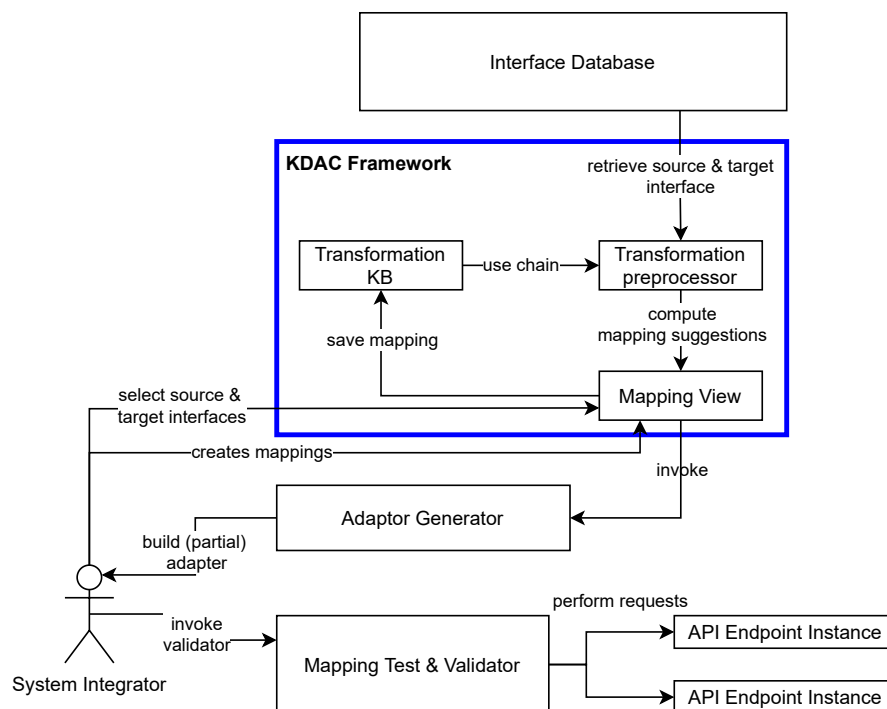 Interface Database
KDAC Framework
retrieve source & target
interface
Transformation
KB
use chain
Transformation
preprocessor
compute
mapping suggestions
save mapping
Mapping View
select source &
target interfaces
creates mappings
invoke
Adaptor Generator
build (partial)
adapter
perform requests
invoke
validator
Mapping Test & Validator
API Endpoint Instance
System Integrator
API Endpoint Instance